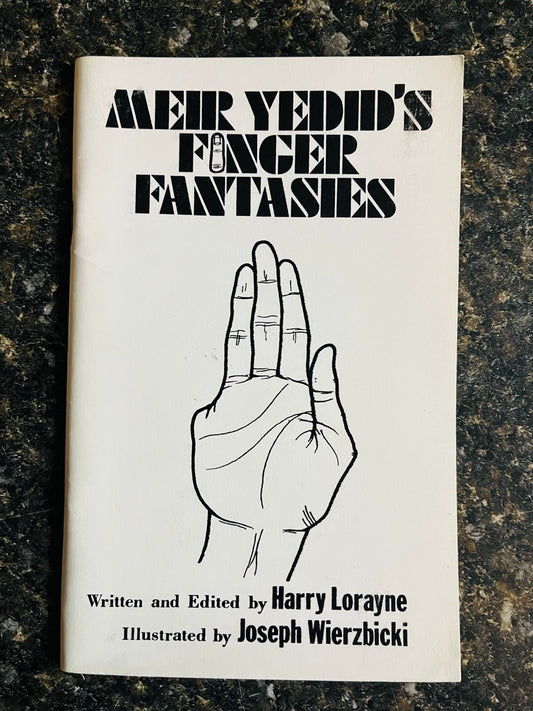 MEIR YEDID'S
FINGER
FANTASIES
Written and Edited by Harry Lorayne
Illustrated by Joseph Wierzbicki